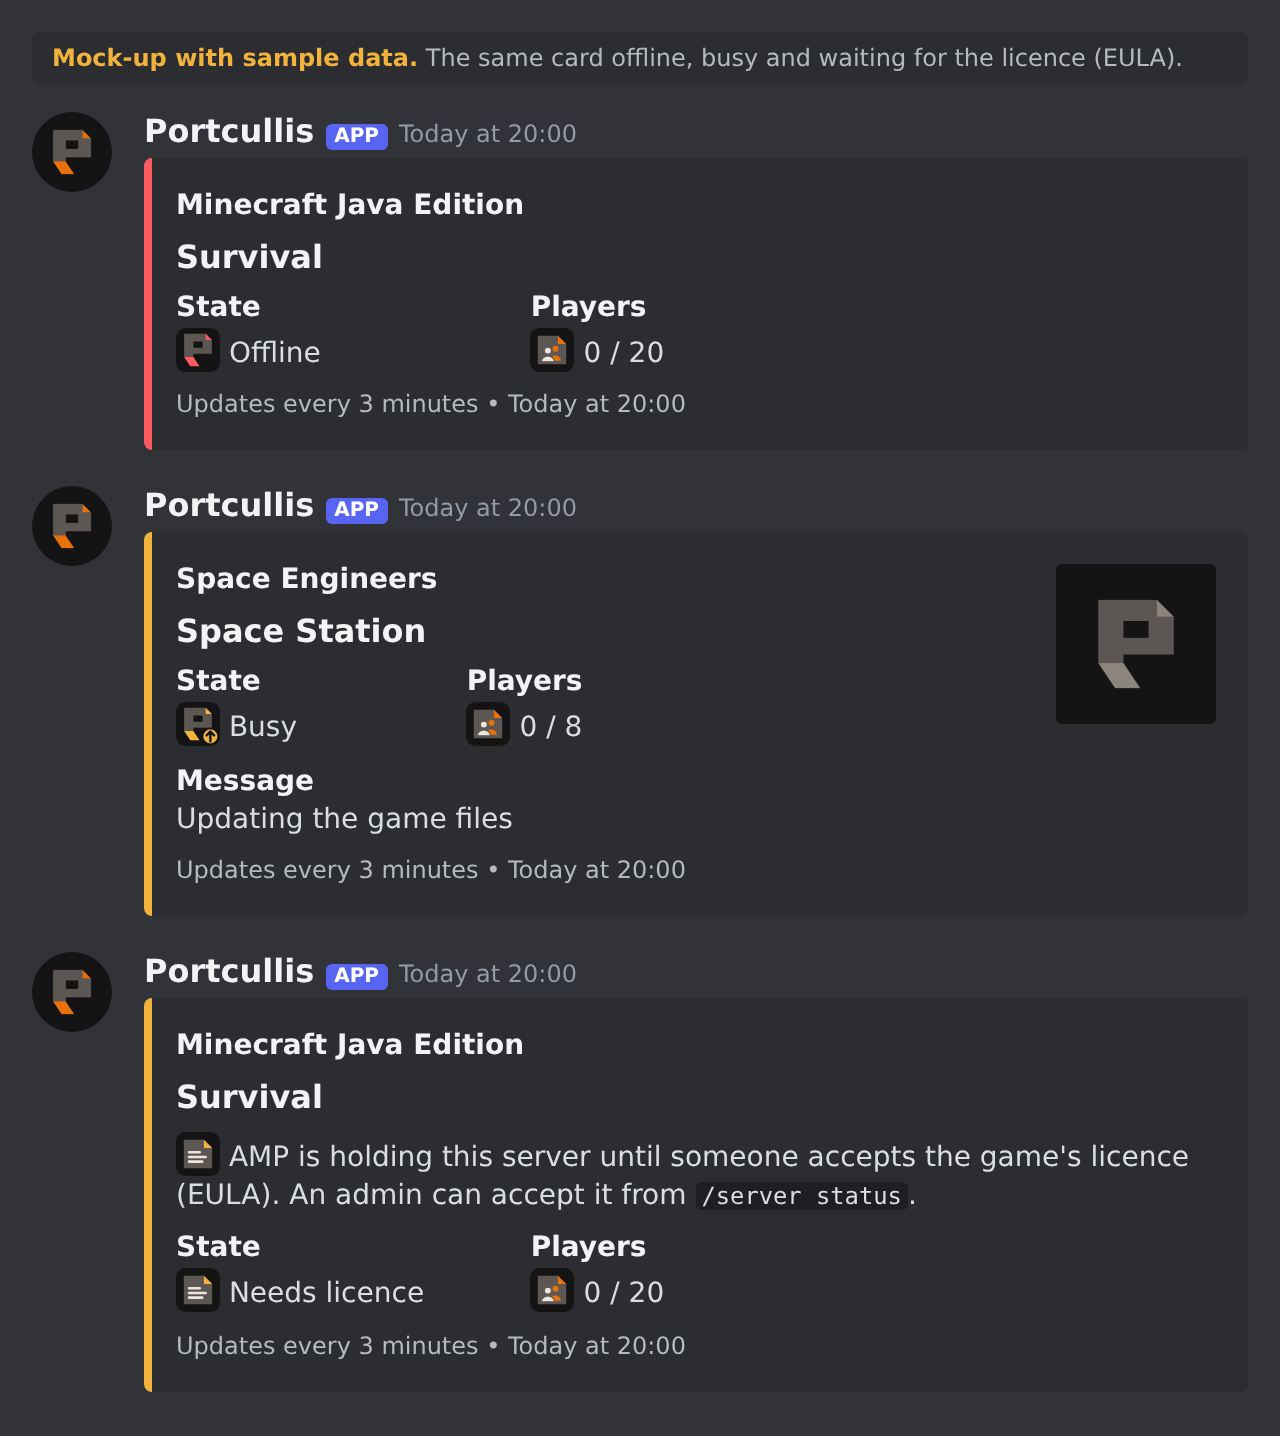 Mock-up with sample data. The same card offline, busy and waiting for the licence (EULA).
Portcullis APP Today at 20:00
Minecraft Java Edition
Survival
State Players
Offline 0 / 20
Updates every 3 minutes • Today at 20:00
Portcullis APP Today at 20:00
Space Engineers
Space Station
State Players
Busy 0 / 8
Message
Updating the game files
Updates every 3 minutes • Today at 20:00
Portcullis APP Today at 20:00
Minecraft Java Edition
Survival
AMP is holding this server until someone accepts the game's licence
(EULA). An admin can accept it from /server status.
State Players
Needs licence 0 / 20
Updates every 3 minutes • Today at 20:00